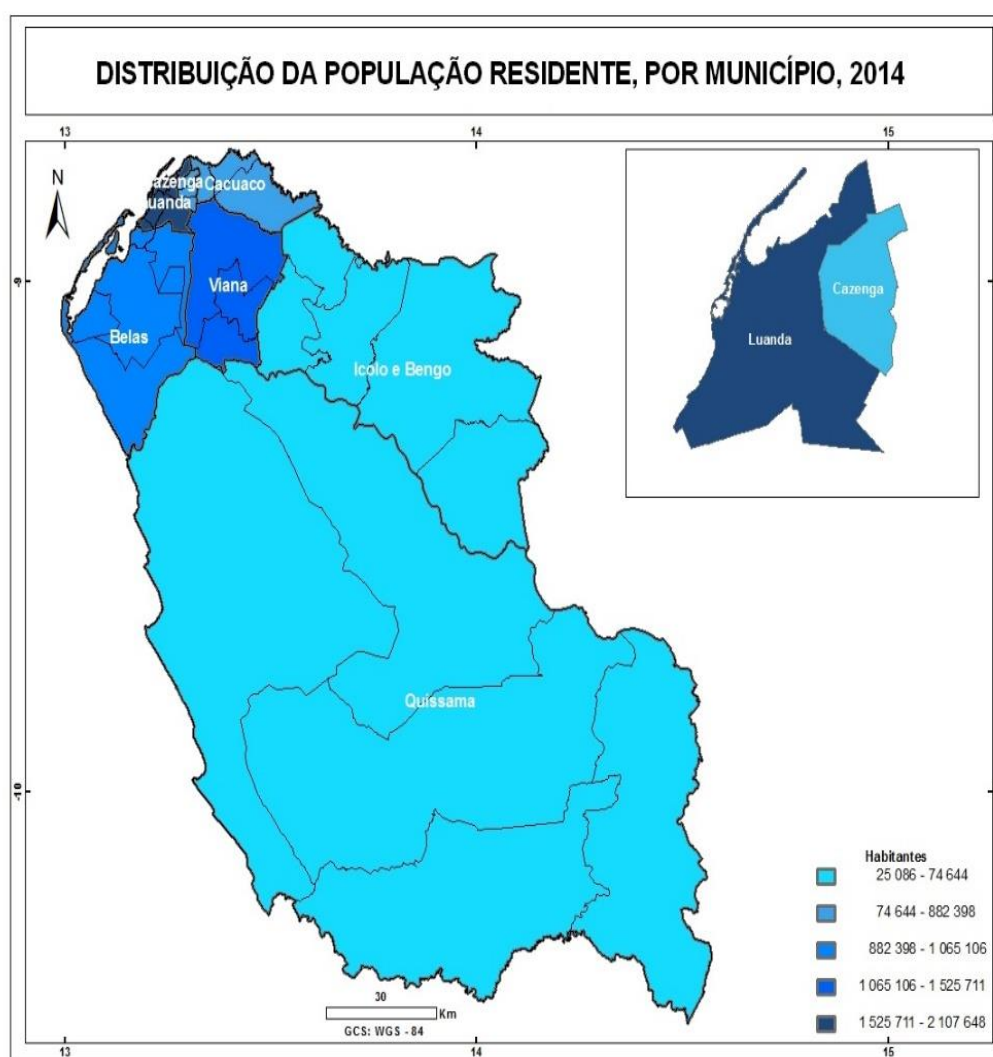 DISTRIBUIÇÃO DA POPULAÇÃO RESIDENTE, POR MUNICÍPIO, 2014
13 14 15
N
Cacuaco
-9
Viana
Belas
Icolo e Bengo
Cazenga
Luanda
Quissama
-10
Habitantes
25 086 - 74 644
74 644 - 882 398
882 398 - 1 065 106
1 065 106 - 1 525 711
1 525 711 - 2 107 648
30
Km
GCS: WGS - 84
13 14 15